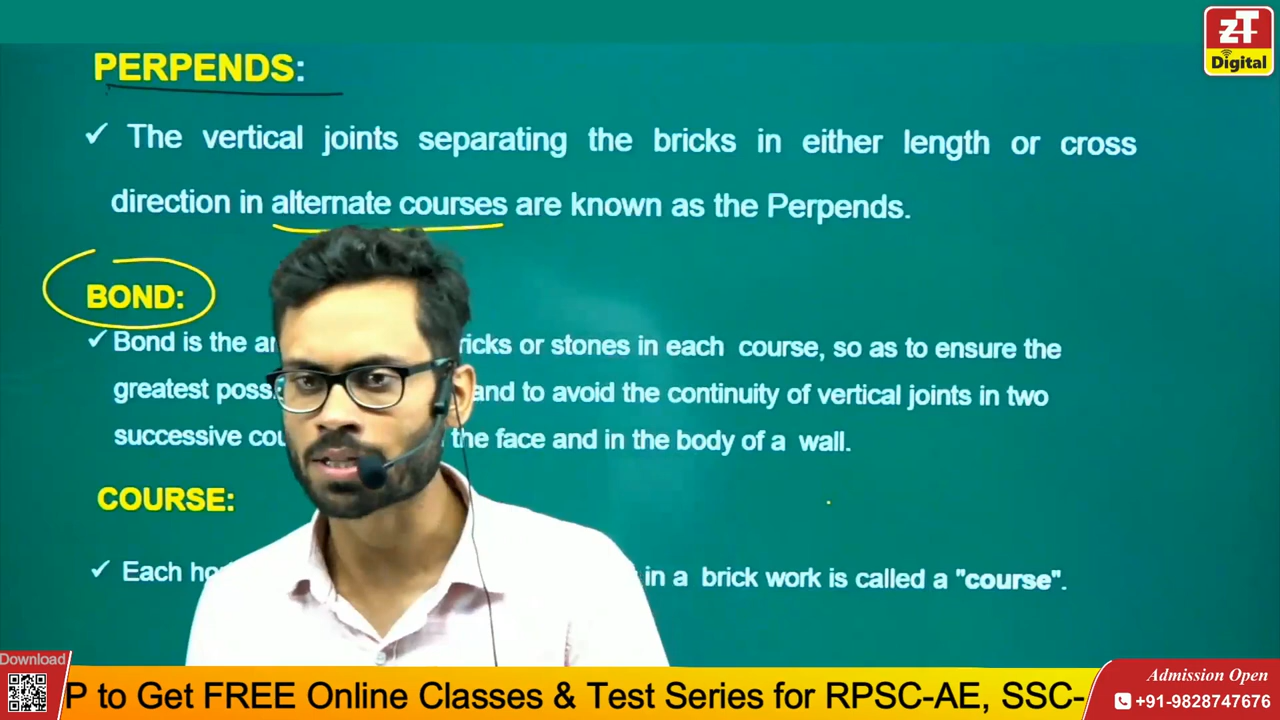 ZT
Digital
PERPENDS:
✓ The vertical joints separating the bricks in either length or cross
direction in alternate courses are known as the Perpends.
BOND:
✓ Bond is the ricks or stones in each course, so as to ensure the
greatest and to avoid the continuity of vertical joints in two
successive the face and in the body of a wall.
COURSE:
✓ Each in a brick work is called a "course".
Download
P to Get FREE Online Classes & Test Series for RPSC-AE, SSC-
Admission Open
+91-9828747676